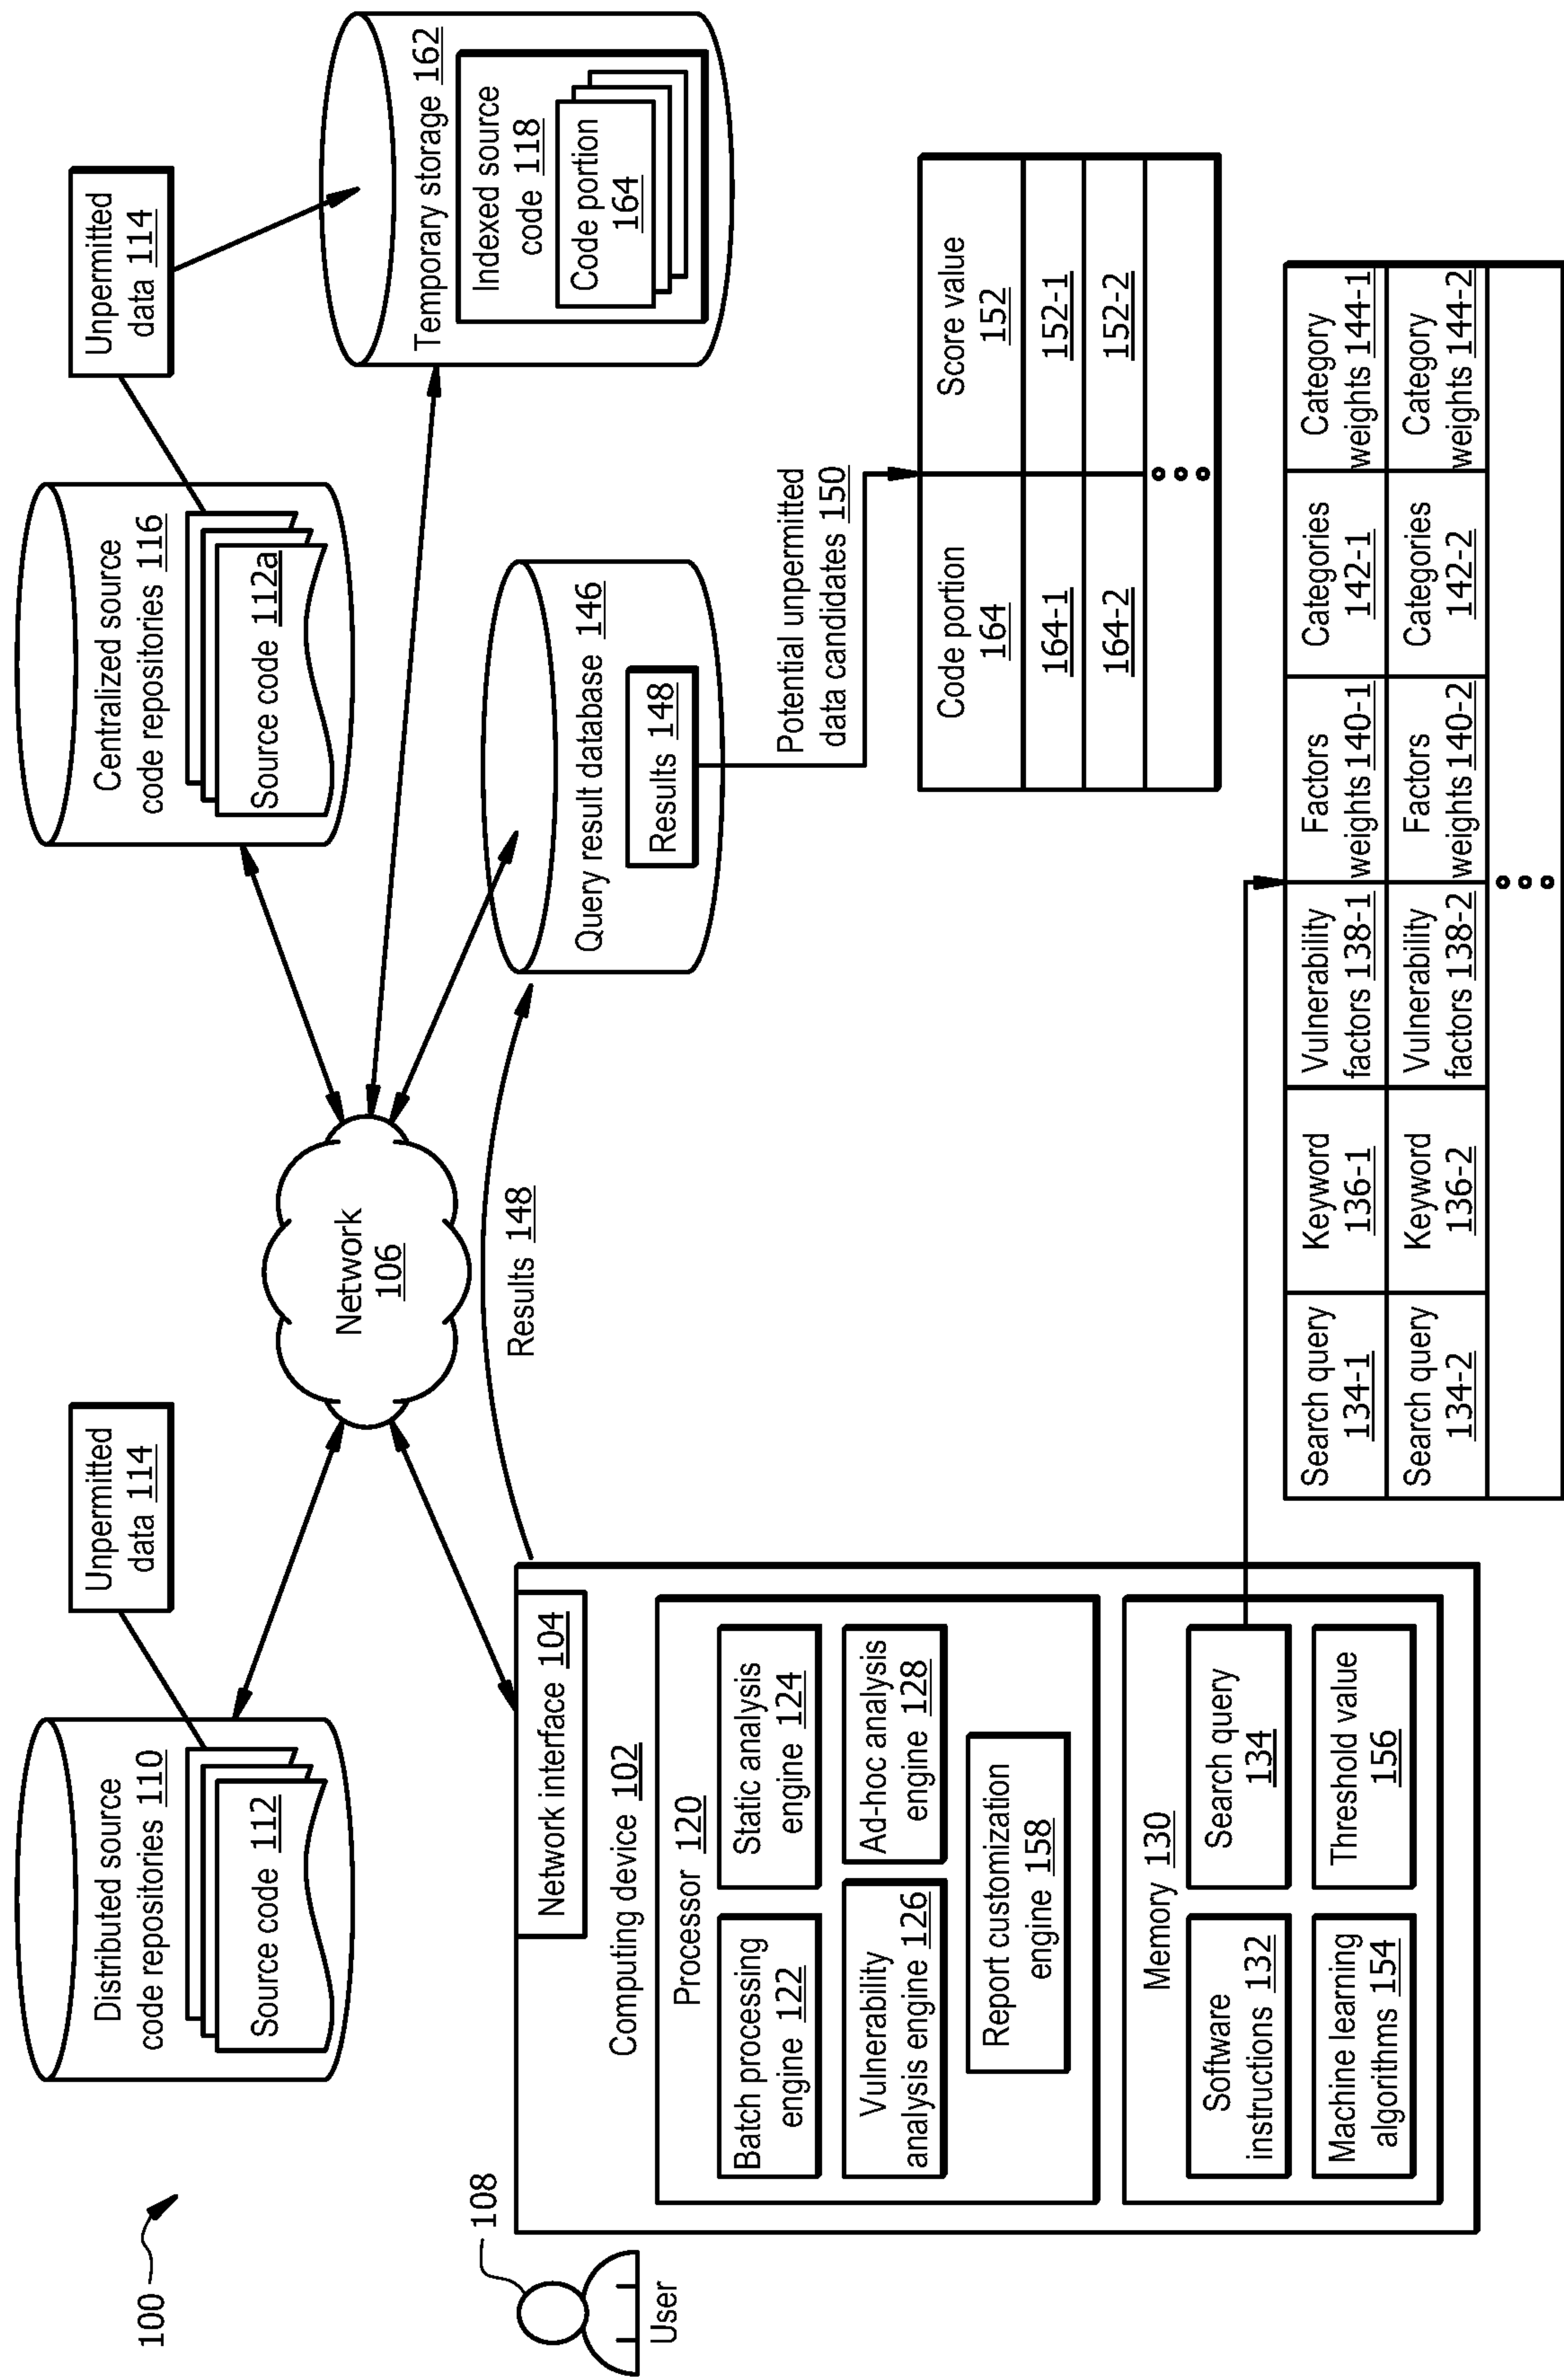 100
Distributed source
code repositories 110
Source code 112
Unpermitted
data 114
Centralized source
code repositories 116
Source code 112a
Unpermitted
data 114
Network
106
Temporary storage 162
Indexed source
code 118
Code portion
164
108
User
Network interface 104
Computing device 102
Processor 120
Batch processing
engine 122
Static analysis
engine 124
Vulnerability
analysis engine 126
Ad-hoc analysis
engine 128
Report customization
engine 158
Memory 130
Software
instructions 132
Search query
134
Machine learning
algorithms 154
Threshold value
156
Results 148
Query result database 146
Results 148
Potential unpermitted
data candidates 150
Code portion
164
Score value
152
164-1
152-1
164-2
152-2
Search query
134-1
Keyword
136-1
Vulnerability
factors 138-1
Factors
weights 140-1
Categories
142-1
Category
weights 144-1
Search query
134-2
Keyword
136-2
Vulnerability
factors 138-2
Factors
weights 140-2
Categories
142-2
Category
weights 144-2